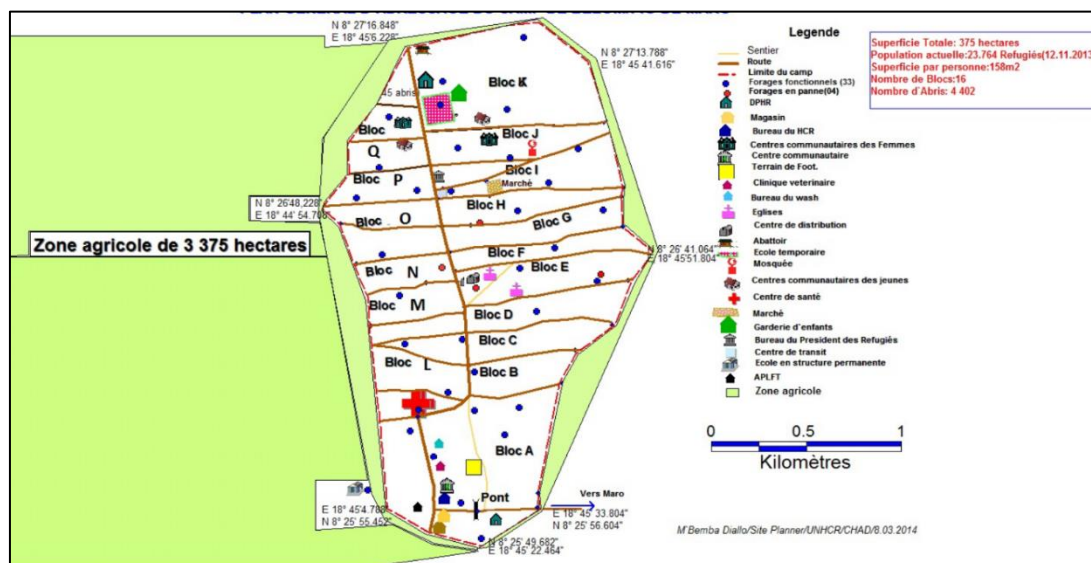 N 8° 27'16.848"
E 18° 45'6.228"
N 8° 27'13.788"
E 18° 45 41.616"
45 abris
Bloc K
Bloc
Q
Bloc J
Bloc
P
Bloc I
Marché
Bloc H
N 8° 26'48,228"
E 18° 44' 54.708"
Bloc
O
Bloc G
Zone agricole de 3 375 hectares
Bloc F
N 8° 26' 41.064"
E 18° 45'51.804"
Bloc
N
Bloc E
Bloc
M
Bloc D
Bloc C
Bloc
L
Bloc B
Bloc A
Pont
Vers Maro
E 18° 45'4.788"
N 8° 25' 55.452"
E 18° 45' 33.804"
N 8° 25' 56.604"
N 8° 25' 49.682"
E 18° 45' 22.464"
Legende
Sentier
Route
Limite du camp
Forages fonctionnels (33)
Forages en panne(04)
DPHR
Magasin
Bureau du HCR
Centres communautaires des Femmes
Centre communautaire
Terrain de Foot.
Clinique veterinaire
Bureau du wash
Eglises
Centre de distribution
Abattoir
Ecole temporaire
Mosquée
Centres communautaires des jeunes
Centre de santé
Marché
Garderie d'enfants
Bureau du President des Refugiés
Centre de transit
Ecole en structure permanente
APLFT
Zone agricole
Superficie Totale: 375 hectares
Population actuelle:23.764 Refugiés(12.11.2013
Superficie par personne:158m2
Nombre de Blocs:16
Nombre d'Abris: 4 402
0 0.5 1
Kilomètres
M'Bemba Diallo/Site Planner/UNHCR/CHAD/8.03.2014